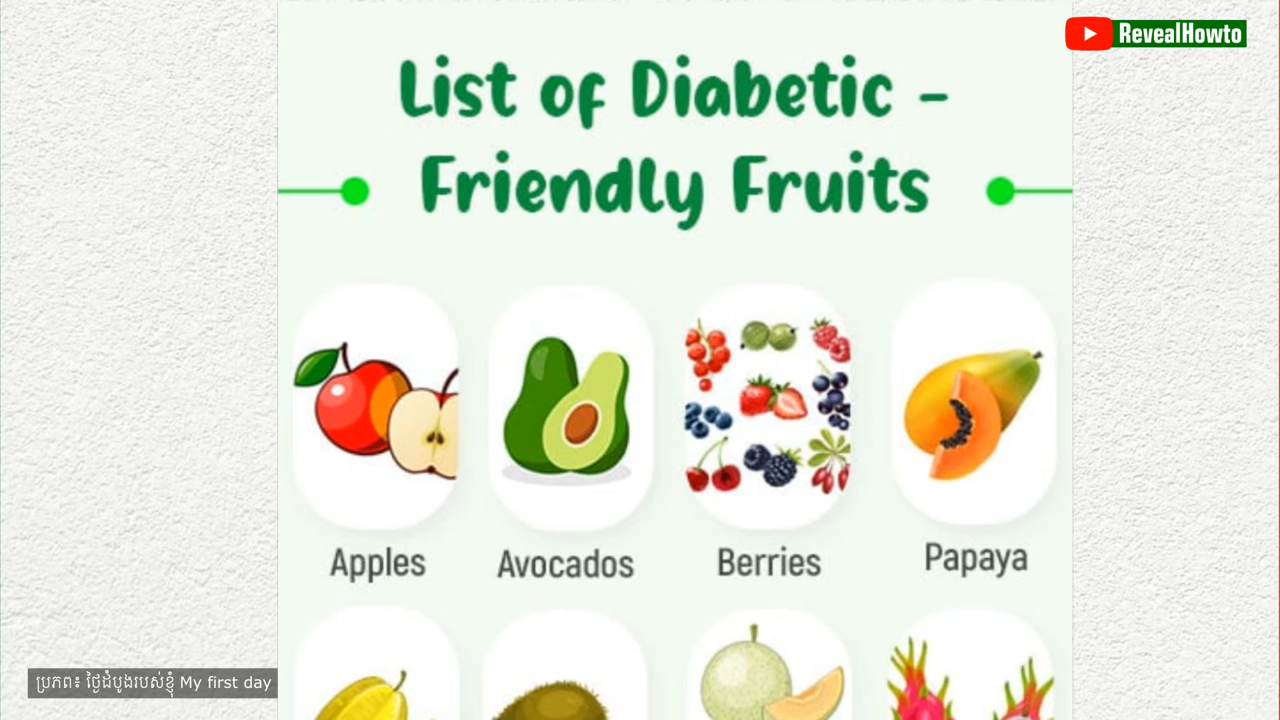 RevealHowto
List of Diabetic -
Friendly Fruits
Apples
Avocados
Berries
Papaya
ប្រភព៖ ថ្ងៃដំបូងរបស់ខ្ញុំ My first day